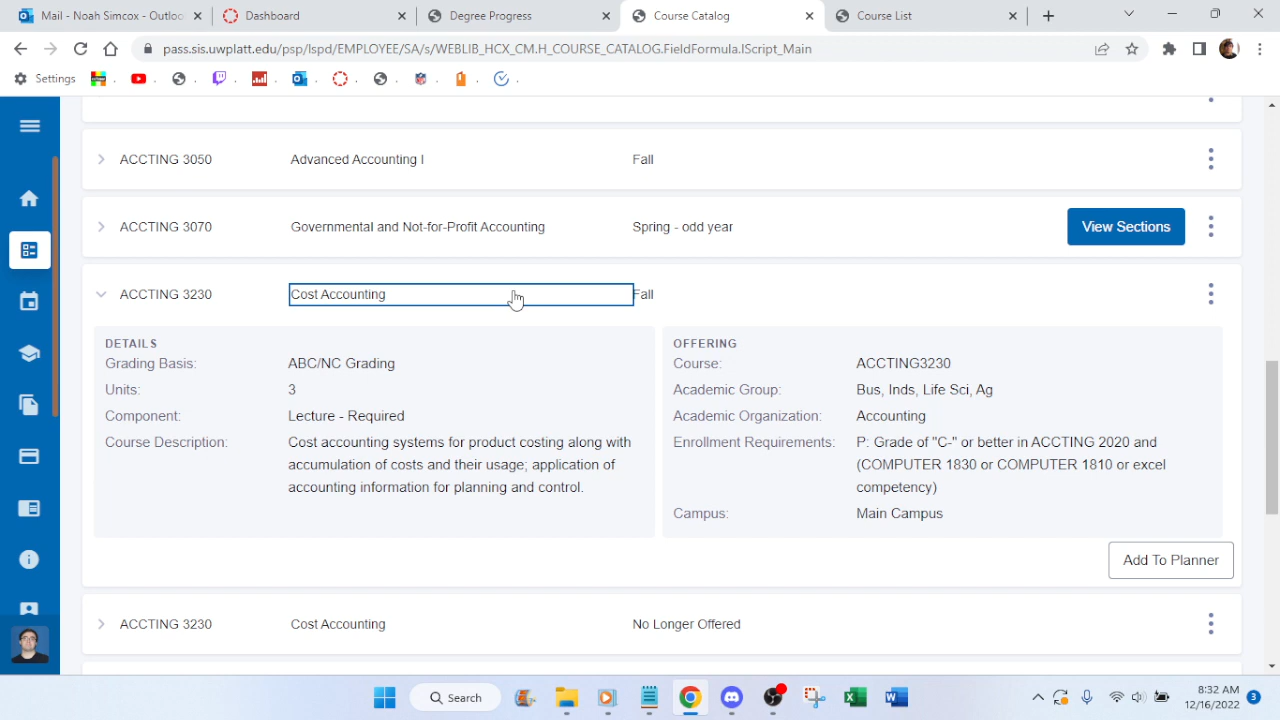 Mail - Noah Simcox - Outloo
Dashboard
Degree Progress
Course Catalog
Course List
pass.sis.uwplatt.edu/psp/lspd/EMPLOYEE/SA/s/WEBLIB_HCX_CM.H_COURSE_CATALOG.FieldFormula.IScript_Main
Settings
ACCTING 3050 Advanced Accounting I Fall
ACCTING 3070 Governmental and Not-for-Profit Accounting Spring - odd year View Sections
ACCTING 3230 Cost Accounting Fall
DETAILS
Grading Basis: ABC/NC Grading
Units: 3
Component: Lecture - Required
Course Description: Cost accounting systems for product costing along with
accumulation of costs and their usage; application of
accounting information for planning and control.
OFFERING
Course: ACCTING3230
Academic Group: Bus, Inds, Life Sci, Ag
Academic Organization: Accounting
Enrollment Requirements: P: Grade of "C-" or better in ACCTING 2020 and
(COMPUTER 1830 or COMPUTER 1810 or excel
competency)
Campus: Main Campus
Add To Planner
ACCTING 3230 Cost Accounting No Longer Offered
Search
8:32 AM
12/16/2022
3